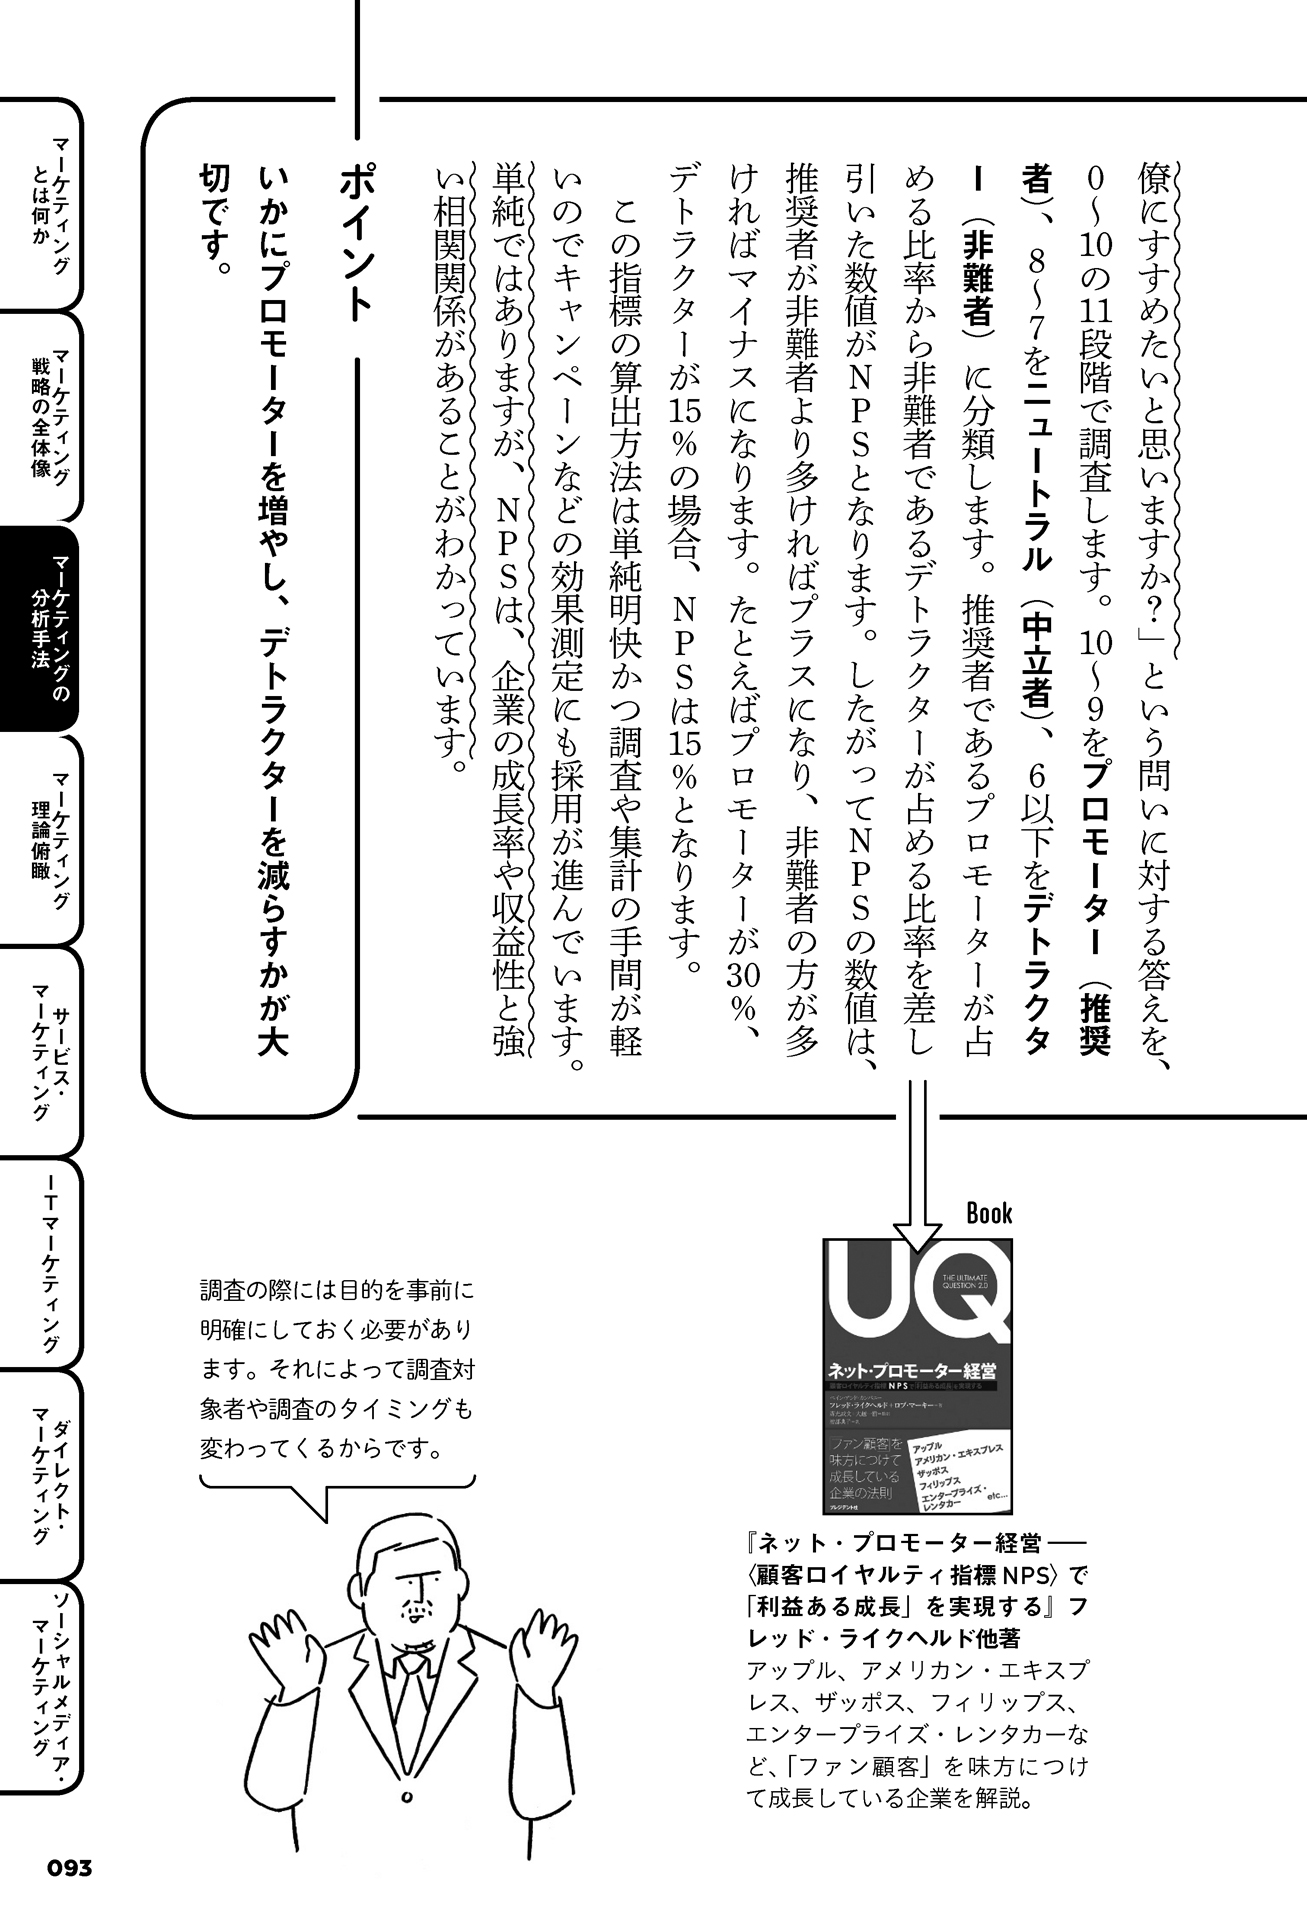 僚にすすめたいと思いますか？」という問いに対する答えを、
0〜10の11段階で調査します。10〜9をプロモーター（推奨
者）、8〜7をニュートラル（中立者）、6以下をデトラクタ
ー（非難者）に分類します。推奨者であるプロモーターが占
める比率から非難者であるデトラクターが占める比率を差し
引いた数値がNPSとなります。したがってNPSの数値は、
推奨者が非難者より多ければプラスになり、非難者の方が多
ければマイナスになります。たとえばプロモーターが30％、
デトラクターが15％の場合、NPSは15％となります。
この指標の算出方法は単純明快かつ調査や集計の手間が軽
いのでキャンペーンなどの効果測定にも採用が進んでいます。
単純ではありますが、NPSは、企業の成長率や収益性と強
い相関関係があることがわかっています。
ポイント
いかにプロモーターを増やし、デトラクターを減らすかが大
切です。
Book
UQ
THE ULTIMATE
QUESTION 2.0
ネット・プロモーター経営
顧客ロイヤルティ指標 NPS で「利益ある成長」を実現する
フレッド・ライクヘルド+ロブ・マーキー
「ファン顧客」を
味方につけて
成長している
企業の法則
アップル
アメリカン・エキスプレス
ザッポス
フィリップス
エンタープライズ・
レンタカー
etc...
プレジデント社
『ネット・プロモーター経営──
〈顧客ロイヤルティ指標NPS〉で
「利益ある成長」を実現する』フ
レッド・ライクヘルド他著
アップル、アメリカン・エキスプ
レス、ザッポス、フィリップス、
エンタープライズ・レンタカーな
ど、「ファン顧客」を味方につけ
て成長している企業を解説。
調査の際には目的を事前に
明確にしておく必要があり
ます。それによって調査対
象者や調査のタイミングも
変わってくるからです。
マーケティング
とは何か
マーケティング
戦略の全体像
マーケティングの
分析手法
マーケティング
理論俯瞰
サービス・
マーケティング
ITマーケティング
ダイレクト・
マーケティング
ソーシャルメディア・
マーケティング
093